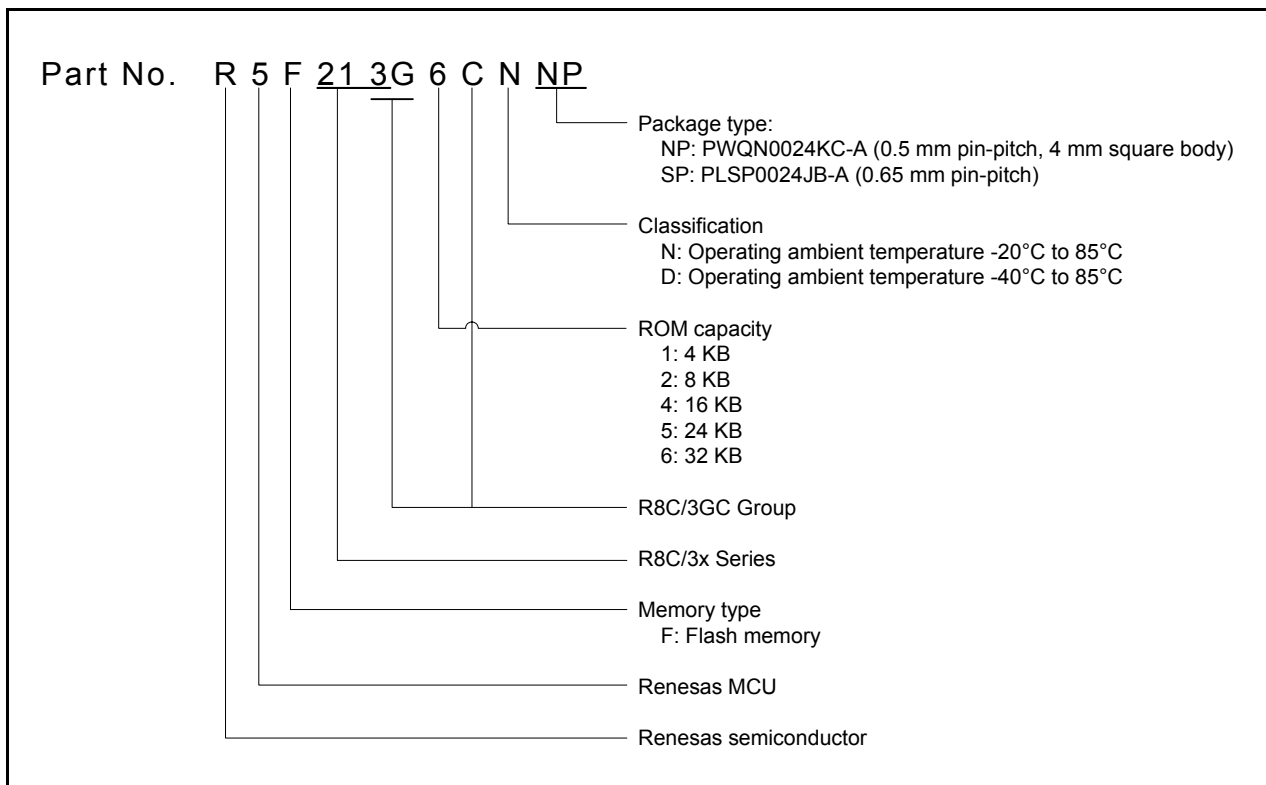 Part No. R 5 F 21 3G 6 C N NP
Package type:
NP: PWQN0024KC-A (0.5 mm pin-pitch, 4 mm square body)
SP: PLSP0024JB-A (0.65 mm pin-pitch)
Classification
N: Operating ambient temperature -20°C to 85°C
D: Operating ambient temperature -40°C to 85°C
ROM capacity
1: 4 KB
2: 8 KB
4: 16 KB
5: 24 KB
6: 32 KB
R8C/3GC Group
R8C/3x Series
Memory type
F: Flash memory
Renesas MCU
Renesas semiconductor